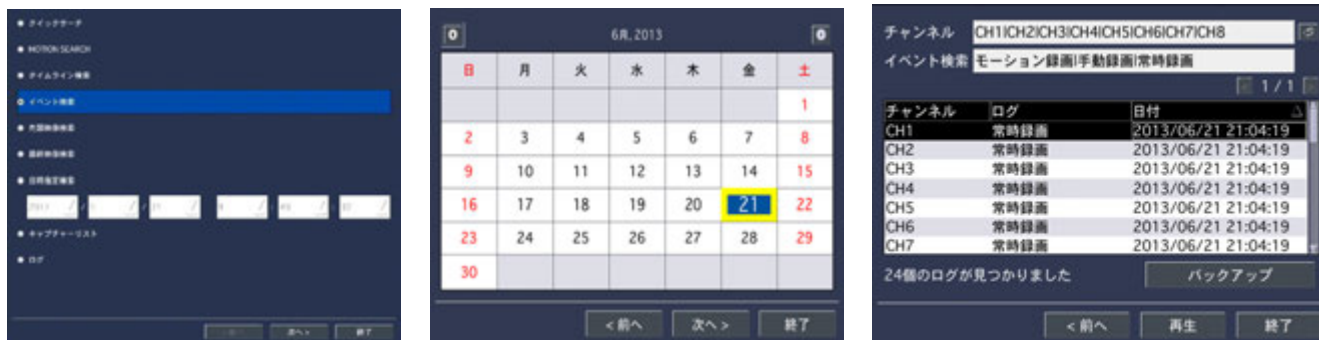 クイックサーチ
MOTION SEARCH
タイムライン検索
イベント検索
先頭映像検索
最終映像検索
日時指定検索
キャプチャーリスト
ログ
次へ >
終了
6月, 2013
日 月 火 水 木 金 土
1
2 3 4 5 6 7 8
9 10 11 12 13 14 15
16 17 18 19 20 21 22
23 24 25 26 27 28 29
30
< 前へ 次へ > 終了
チャンネル CH1|CH2|CH3|CH4|CH5|CH6|CH7|CH8
イベント検索 モーション録画|手動録画|常時録画
1 / 1
チャンネル ログ 日付
CH1 常時録画 2013/06/21 21:04:19
CH2 常時録画 2013/06/21 21:04:19
CH3 常時録画 2013/06/21 21:04:19
CH4 常時録画 2013/06/21 21:04:19
CH5 常時録画 2013/06/21 21:04:19
CH6 常時録画 2013/06/21 21:04:19
CH7 常時録画 2013/06/21 21:04:19
24個のログが見つかりました バックアップ
< 前へ 再生 終了